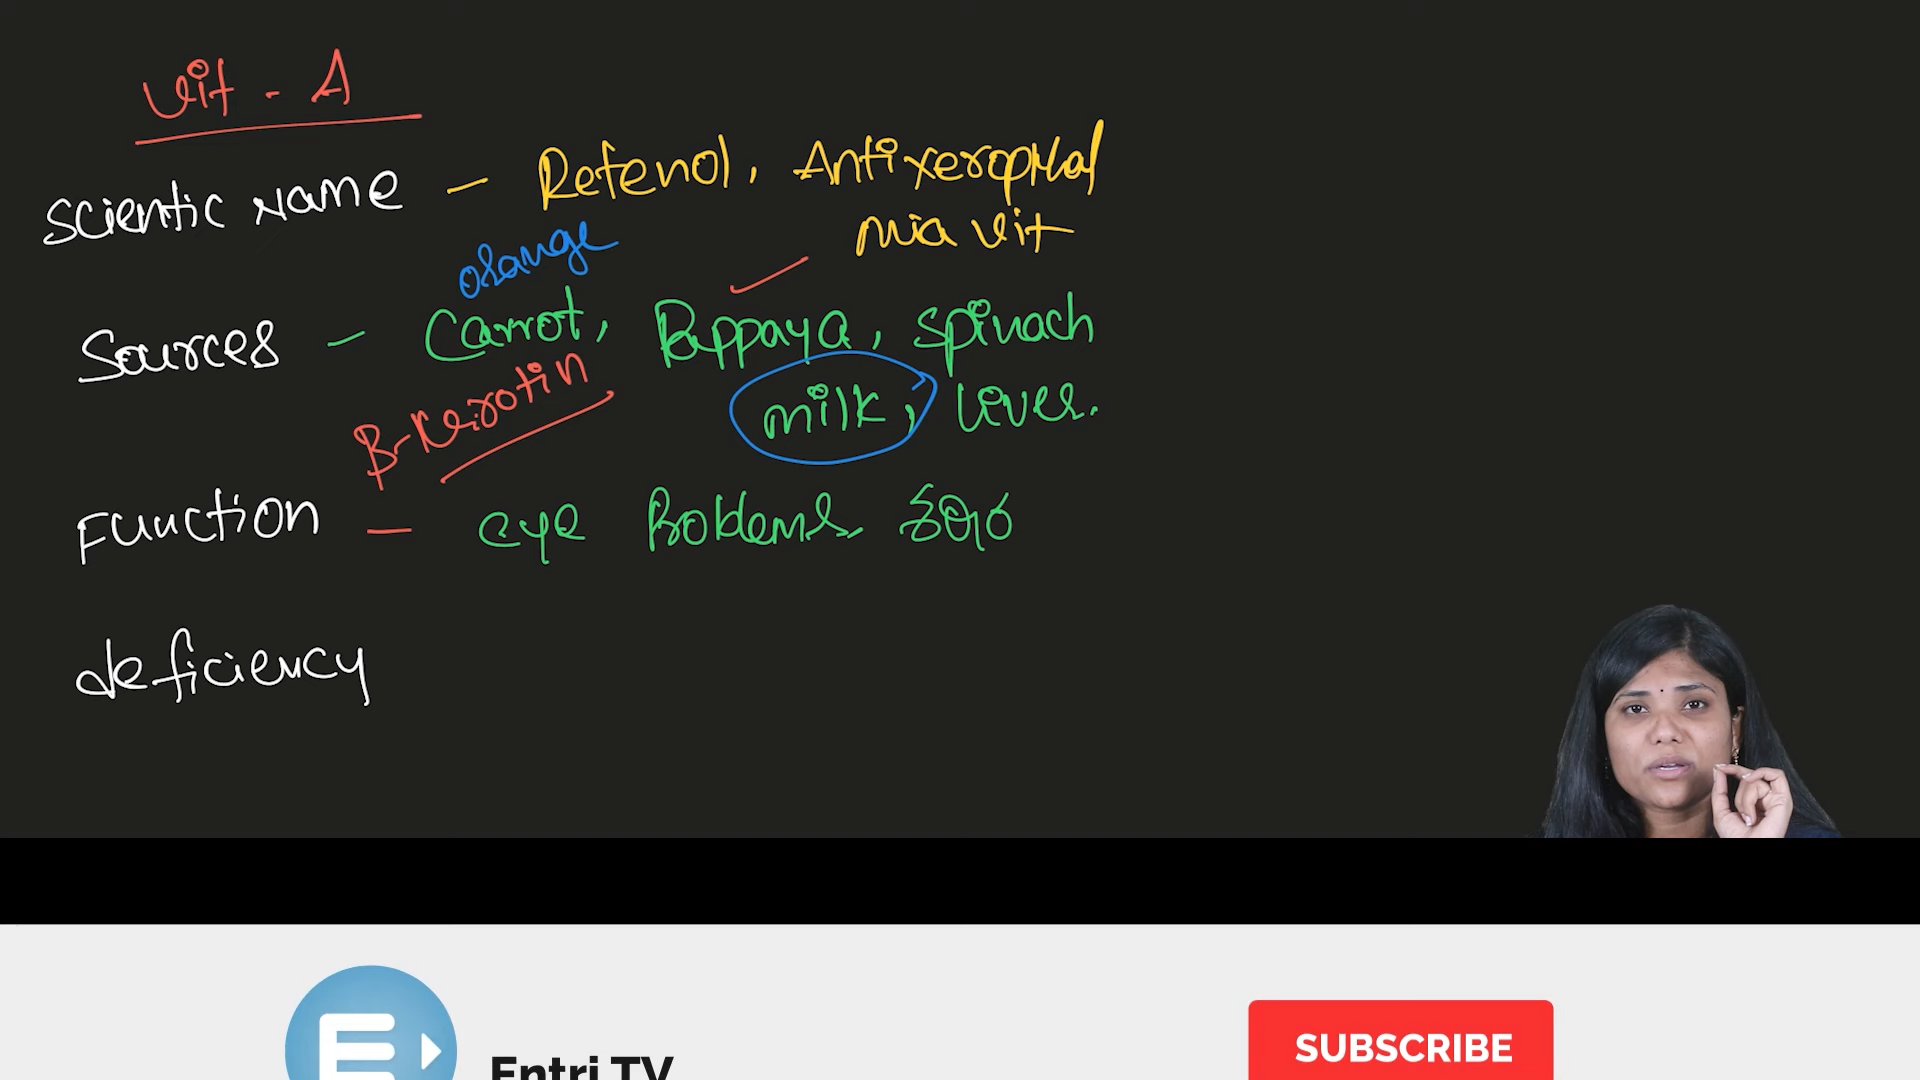 Vit - A
Scientic Name - Retenol, Antixeropthal
mia Vit
orange
Sources - Carrot, Pappaya, Spinach
milk, Liver.
β-Kerotin
Function - eye Problems
deficiency
Entri TV
SUBSCRIBE